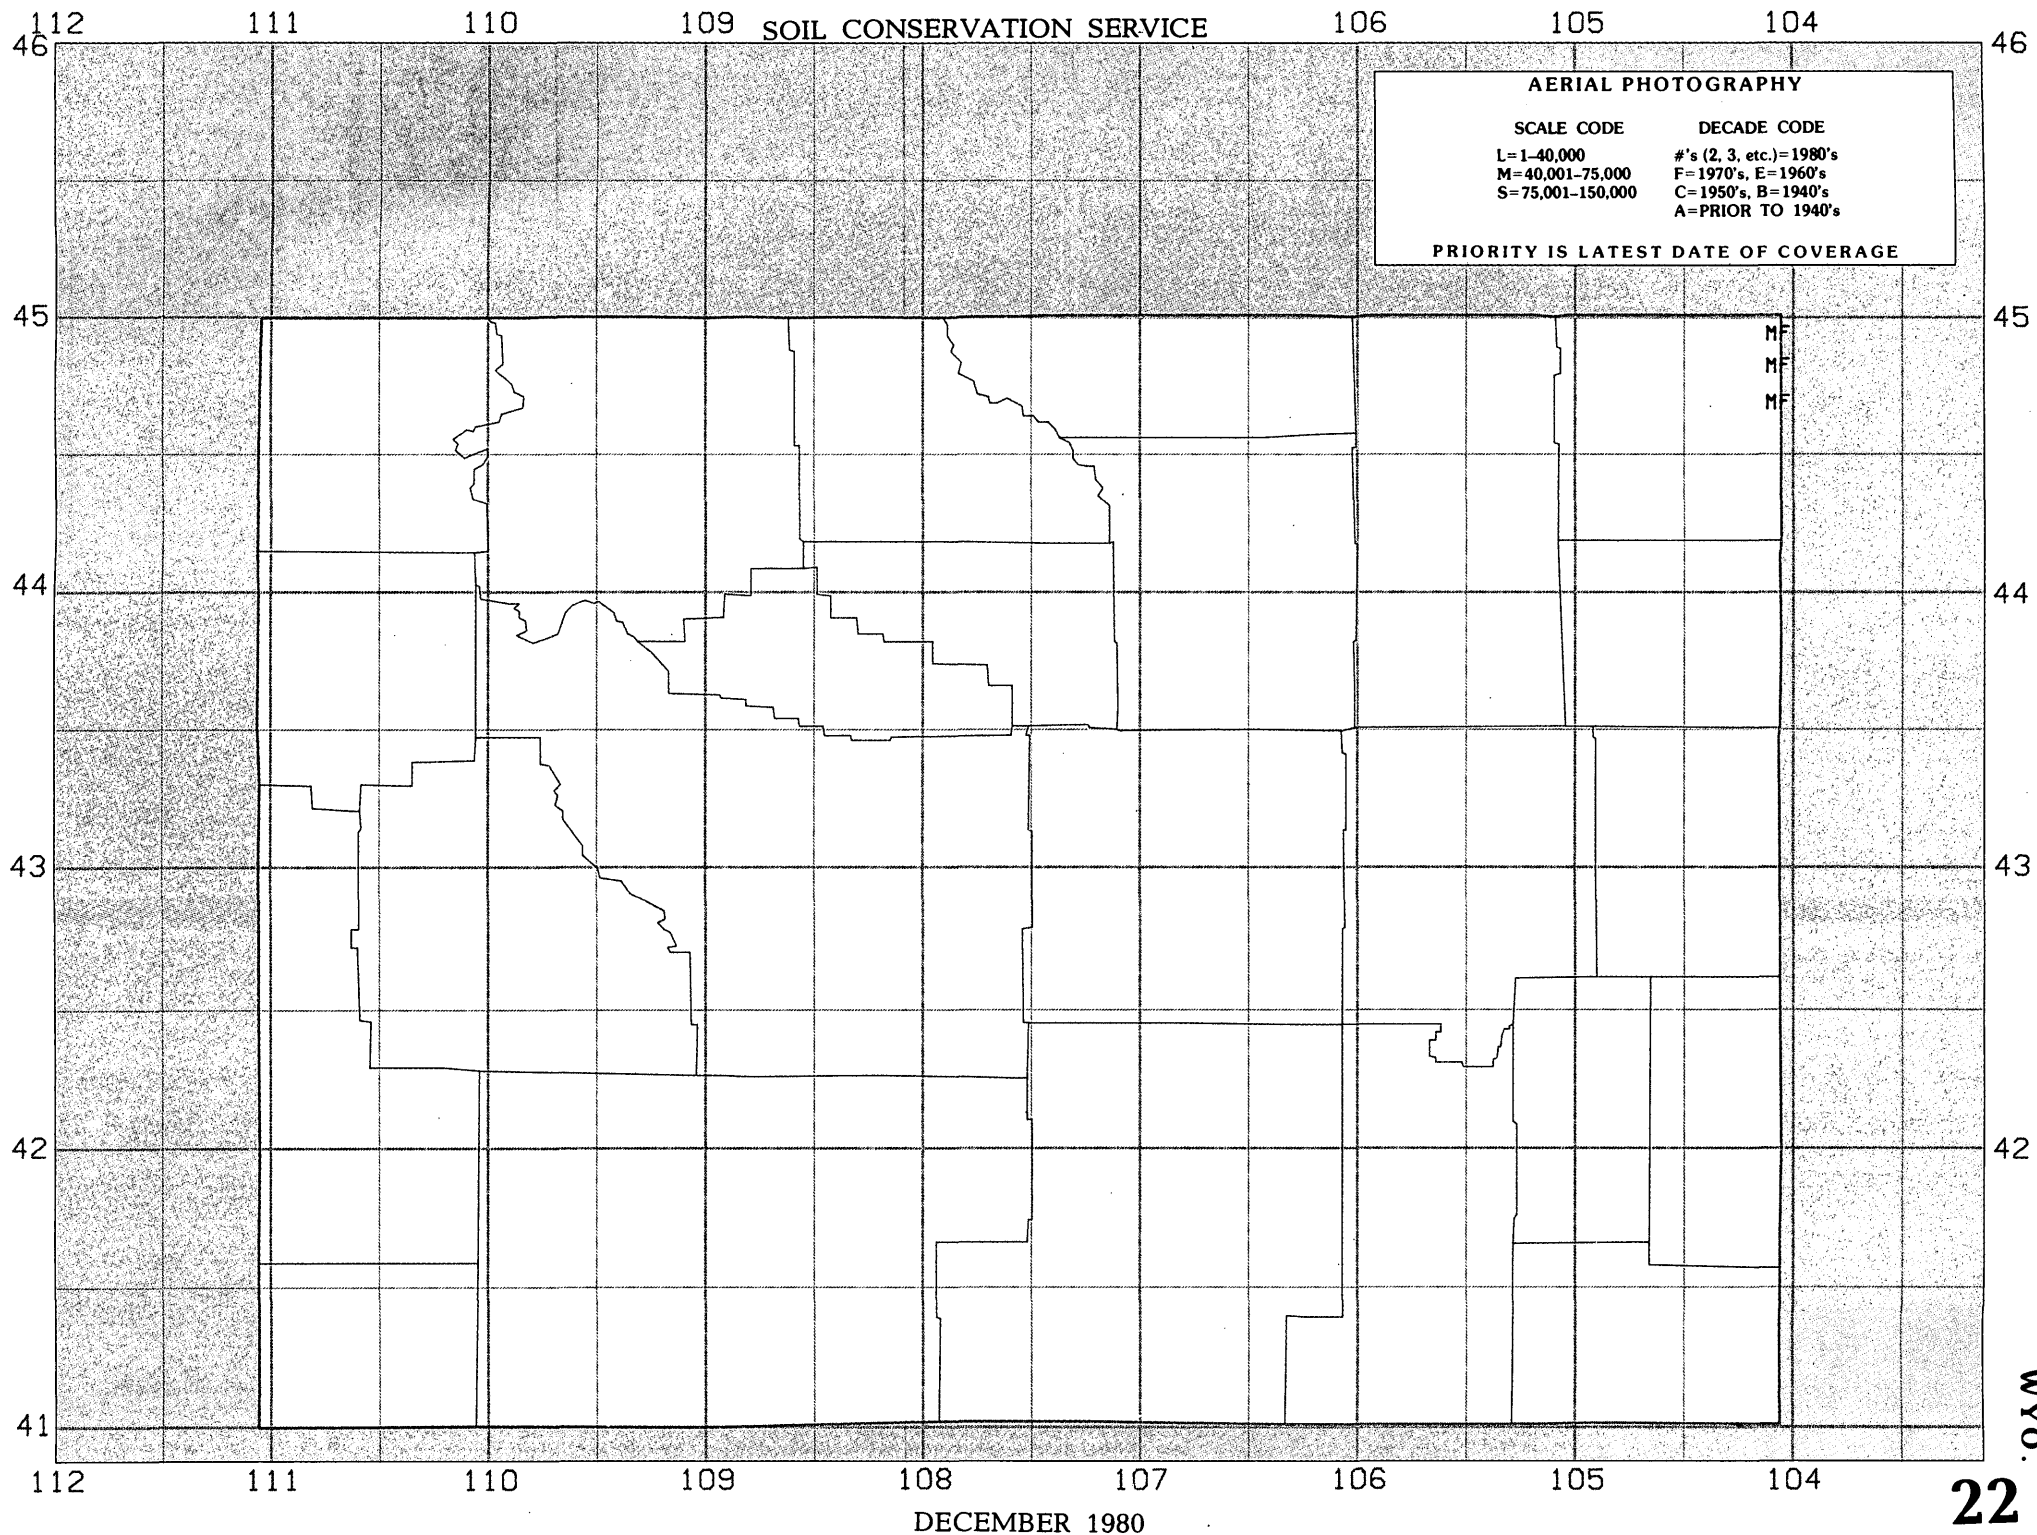 112 111 110 109 SOIL CONSERVATION SERVICE 106 105 104
46 46
AERIAL PHOTOGRAPHY
SCALE CODE DECADE CODE
L=1–40,000 #'s (2, 3, etc.)=1980's
M=40,001–75,000 F=1970's, E=1960's
S=75,001–150,000 C=1950's, B=1940's
A=PRIOR TO 1940's
PRIORITY IS LATEST DATE OF COVERAGE
45 45
MF
MF
MF
44 44
43 43
42 42
41
WYO.
112 111 110 109 108 107 106 105 104
22
DECEMBER 1980